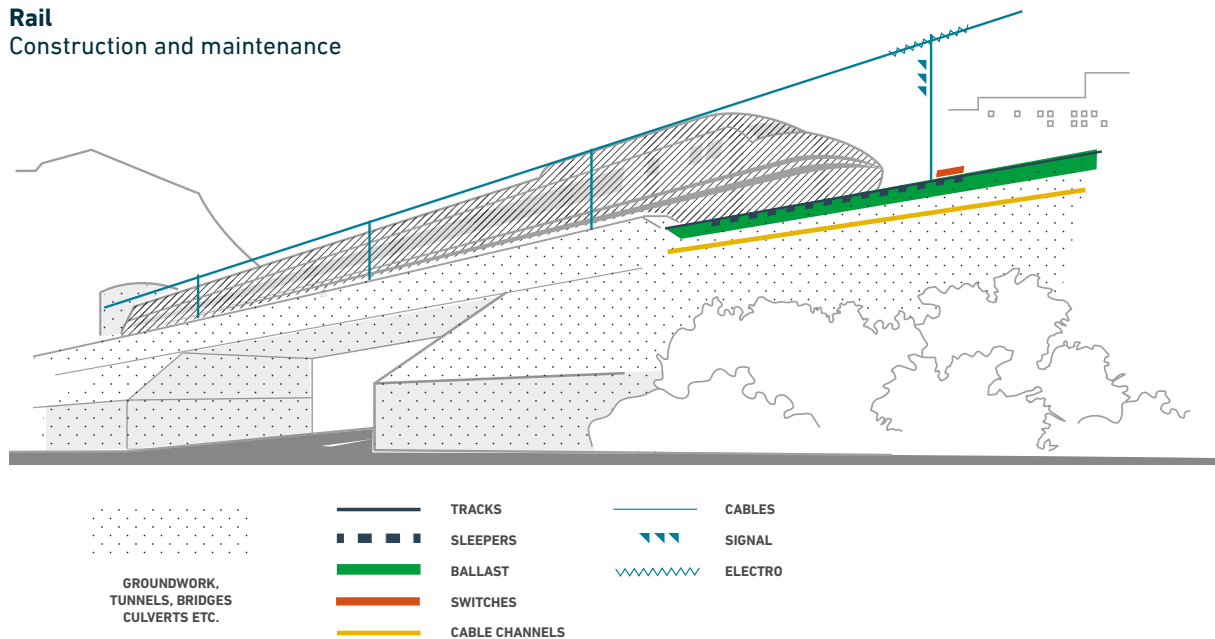 Rail
Construction and maintenance
GROUNDWORK,
TUNNELS, BRIDGES
CULVERTS ETC.
TRACKS
SLEEPERS
BALLAST
SWITCHES
CABLE CHANNELS
CABLES
SIGNAL
ELECTRO